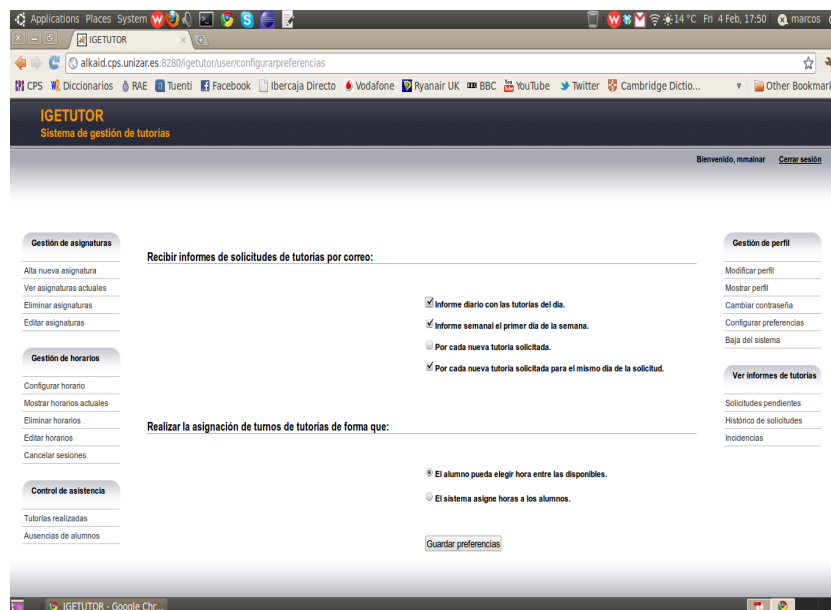 Applications Places System
14 °C Fri 4 Feb, 17:50 marcos
IGETUTOR
alkaid.cps.unizar.es:8280/igetutor/user/configurarpreferencias
CPS Diccionarios RAE Tuenti Facebook Ibercaja Directo Vodafone Ryanair UK BBC YouTube Twitter Cambridge Dictio... Other Bookmark
IGETUTOR
Sistema de gestión de tutorías
Bienvenido, mmainar Cerrar sesión
Gestión de asignaturas
Alta nueva asignatura
Ver asignaturas actuales
Eliminar asignaturas
Editar asignaturas
Gestión de horarios
Configurar horario
Mostrar horarios actuales
Eliminar horarios
Editar horarios
Cancelar sesiones
Control de asistencia
Tutorías realizadas
Ausencias de alumnos
Recibir informes de solicitudes de tutorías por correo:
Informe diario con las tutorías del día.
Informe semanal el primer día de la semana.
Por cada nueva tutoría solicitada.
Por cada nueva tutoría solicitada para el mismo día de la solicitud.
Realizar la asignación de turnos de tutorías de forma que:
El alumno pueda elegir hora entre las disponibles.
El sistema asigne horas a los alumnos.
Guardar preferencias
Gestión de perfil
Modificar perfil
Mostrar perfil
Cambiar contraseña
Configurar preferencias
Baja del sistema
Ver informes de tutorías
Solicitudes pendientes
Histórico de solicitudes
Incidencias
IGETUTOR - Google Chr...